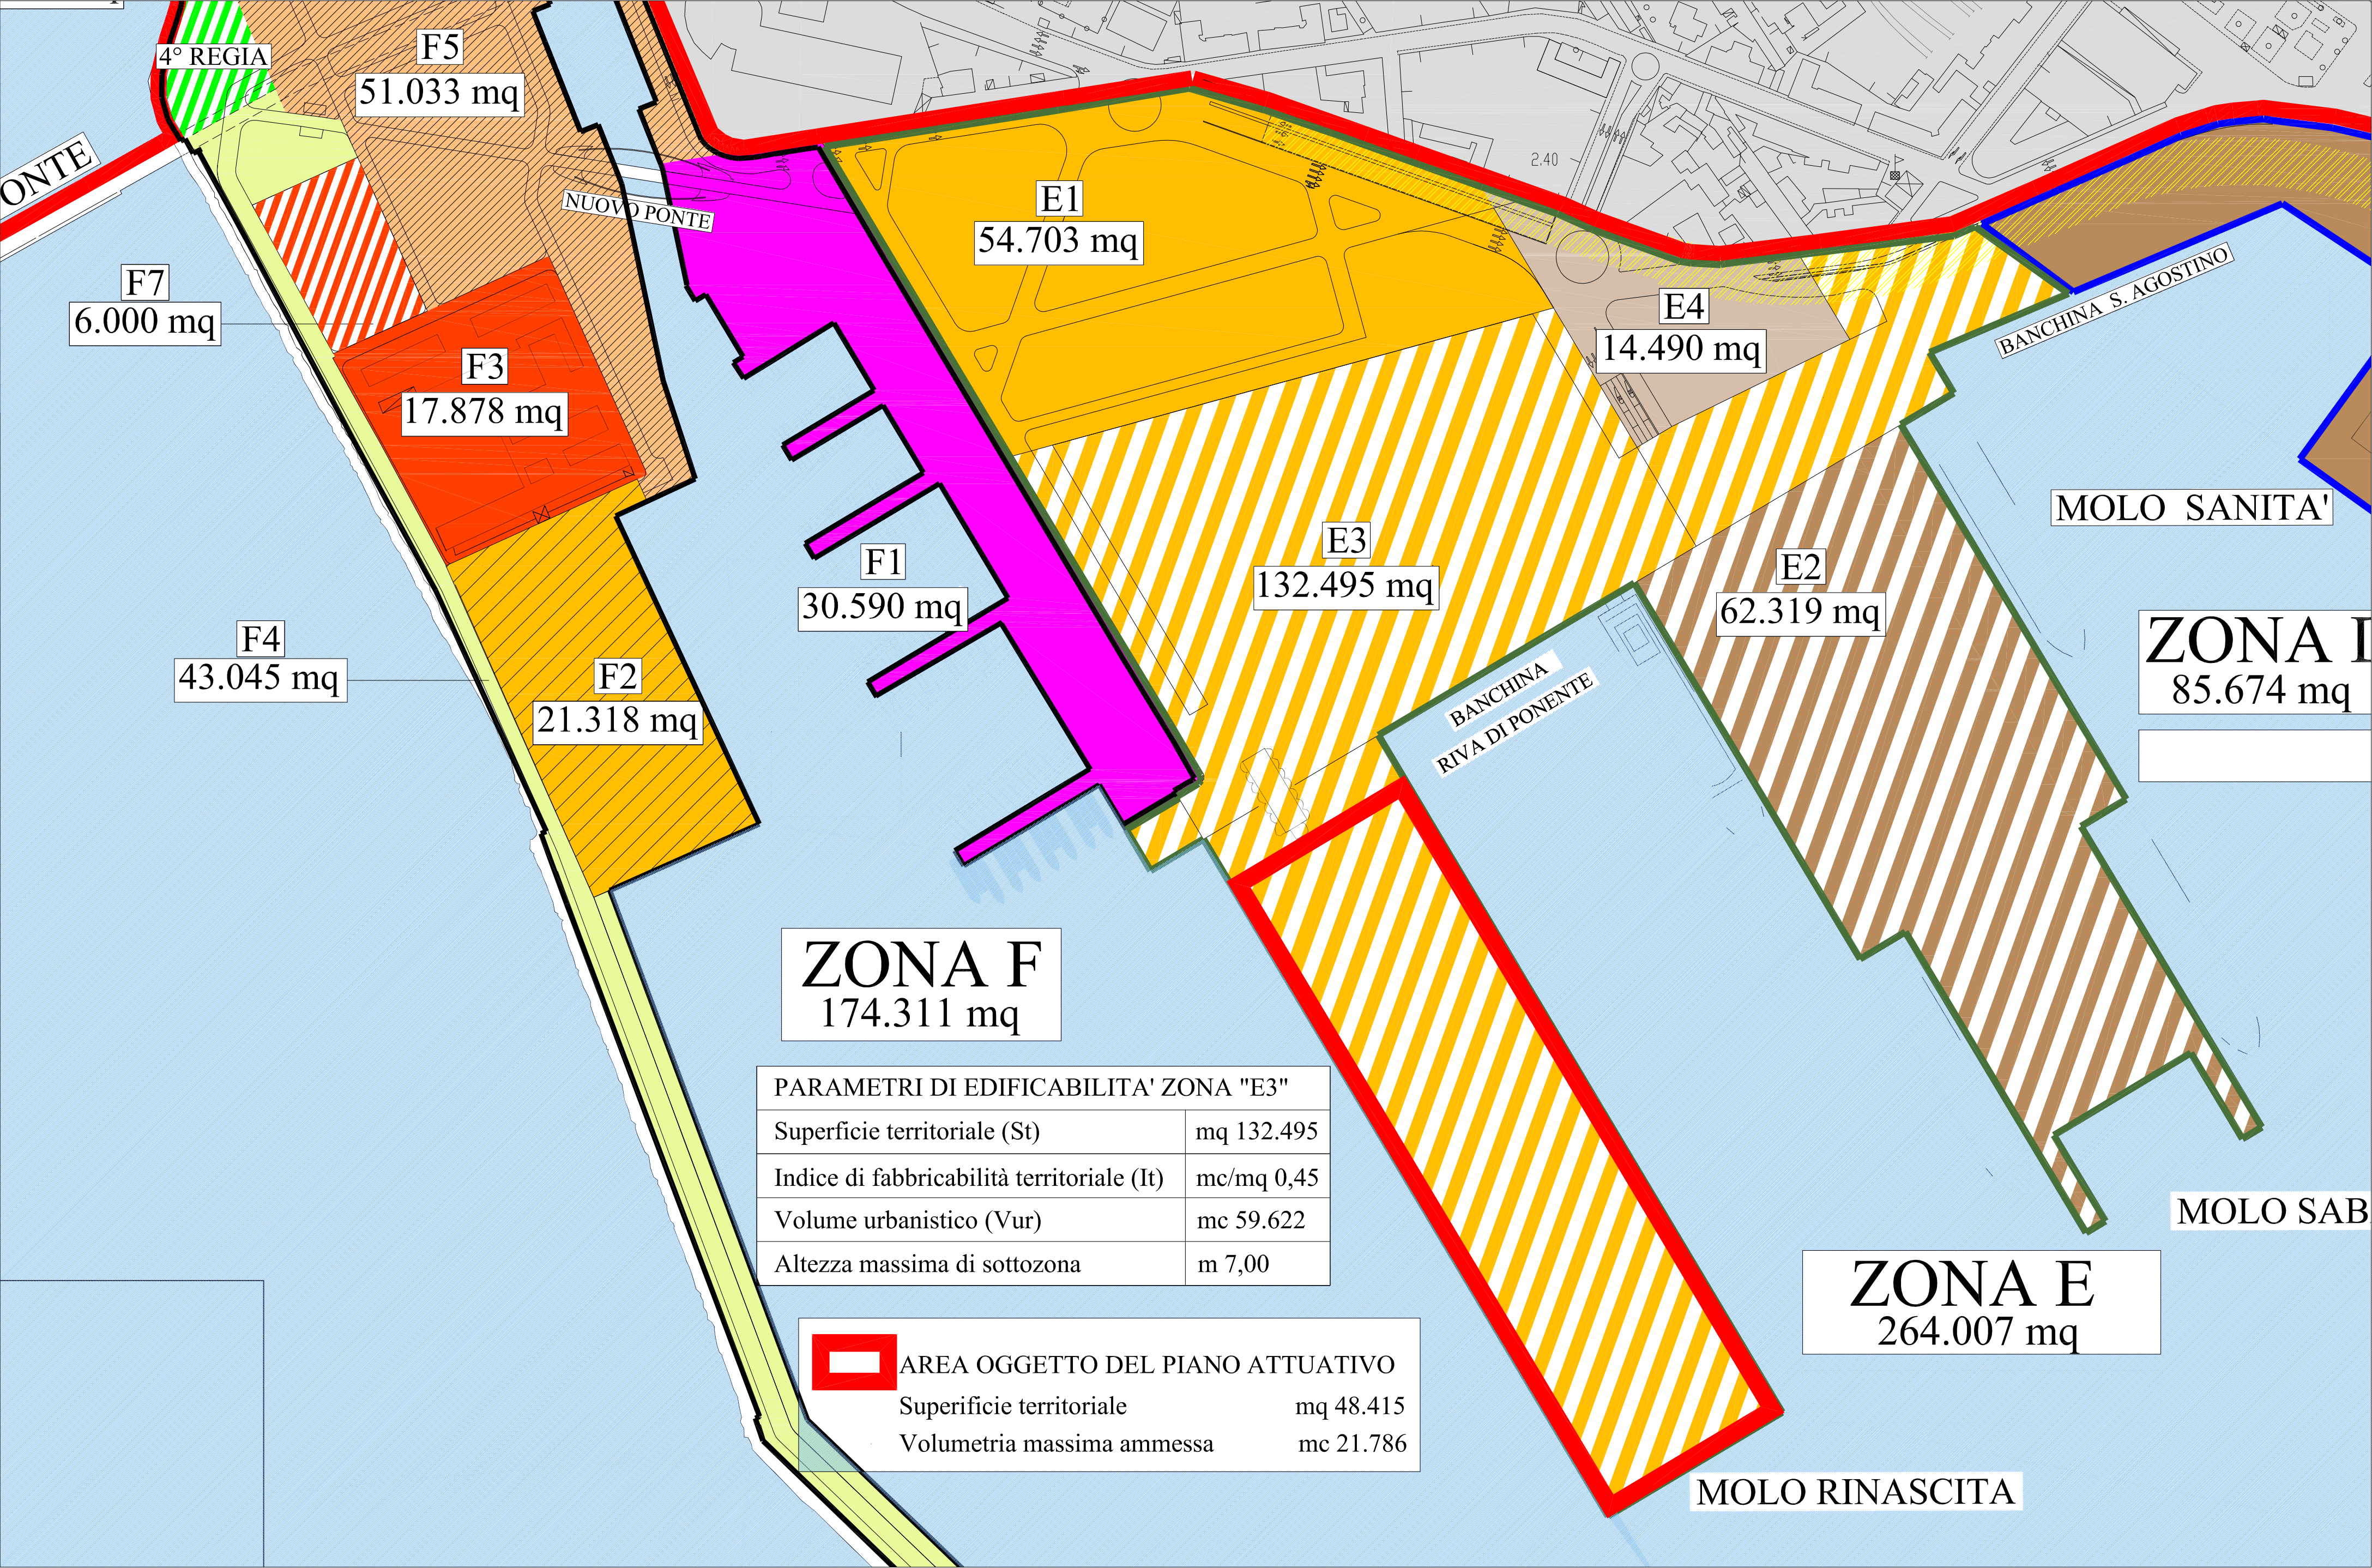 4° REGIA
F5
51.033 mq
ONTE
NUOVO PONTE
E1
54.703 mq
2,40
F7
6.000 mq
F3
17.878 mq
E4
14.490 mq
BANCHINA S. AGOSTINO
MOLO SANITA'
E3
132.495 mq
E2
62.319 mq
F1
30.590 mq
F4
43.045 mq
F2
21.318 mq
BANCHINA
RIVA DI PONENTE
ZONA
85.674 mq
ZONA F
174.311 mq
PARAMETRI DI EDIFICABILITA' ZONA "E3"
Superficie territoriale (St) mq 132.495
Indice di fabbricabilità territoriale (It) mc/mq 0,45
Volume urbanistico (Vur) mc 59.622
Altezza massima di sottozona m 7,00
MOLO SAB
ZONA E
264.007 mq
AREA OGGETTO DEL PIANO ATTUATIVO
Superificie territoriale mq 48.415
Volumetria massima ammessa mc 21.786
MOLO RINASCITA